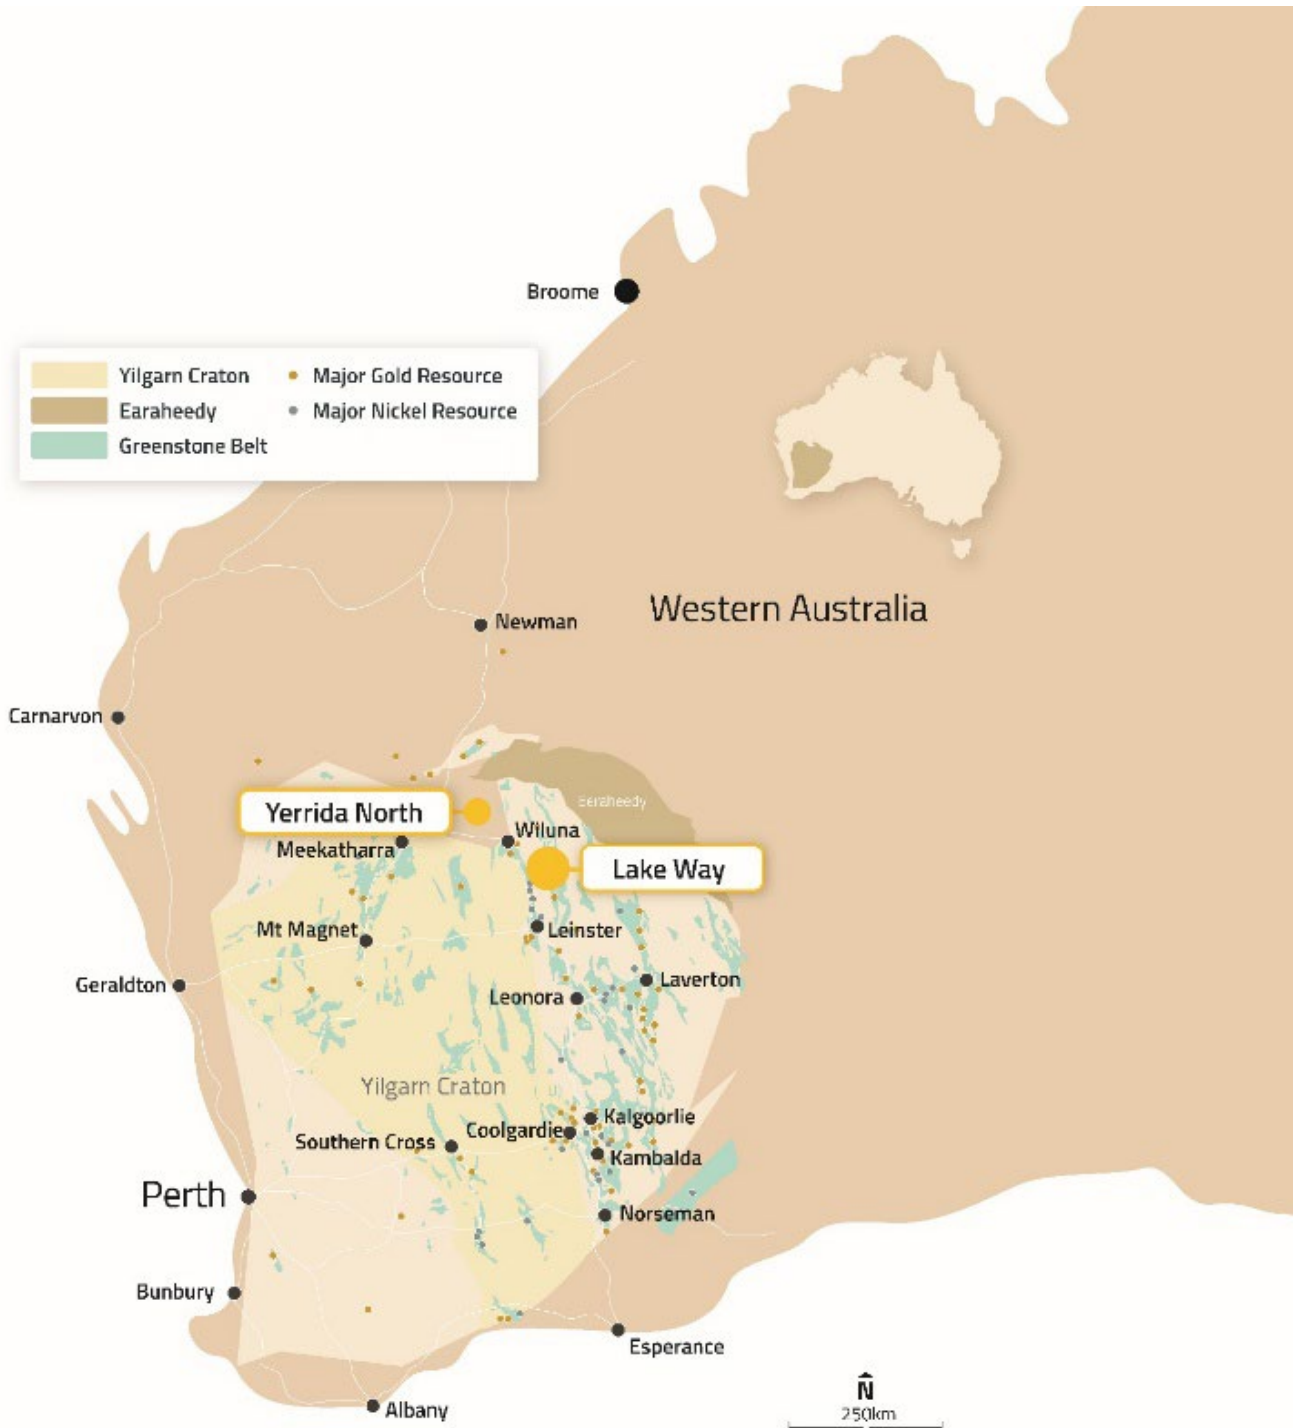 Broome
Yilgarn Craton
Major Gold Resource
Earaheedy
Major Nickel Resource
Greenstone Belt
Western Australia
Newman
Carnarvon
Eeraheedy
Yerrida North
Wiluna
Meekatharra
Lake Way
Mt Magnet
Leinster
Geraldton
Laverton
Leonora
Yilgarn Craton
Kalgoorlie
Coolgardie
Southern Cross
Kambalda
Perth
Norseman
Bunbury
Esperance
N
250km
Albany